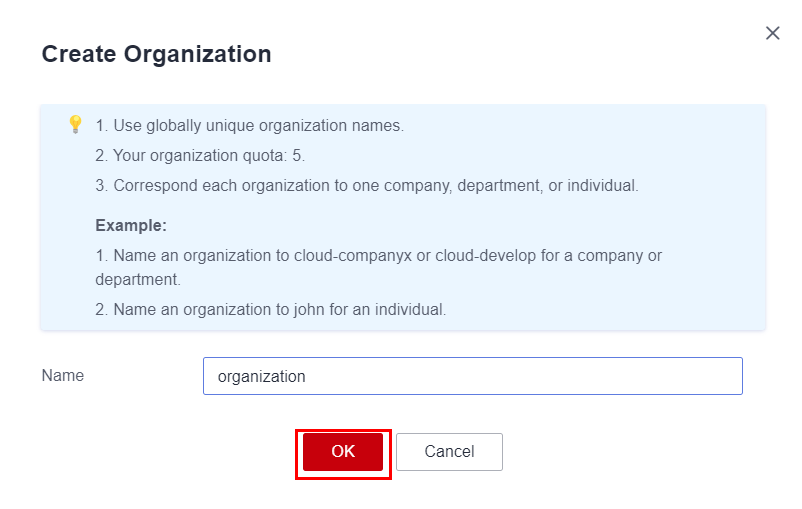 Create Organization
1. Use globally unique organization names.
2. Your organization quota: 5.
3. Correspond each organization to one company, department, or individual.
Example:
1. Name an organization to cloud-companyx or cloud-develop for a company or
department.
2. Name an organization to john for an individual.
Name
organization
OK
Cancel